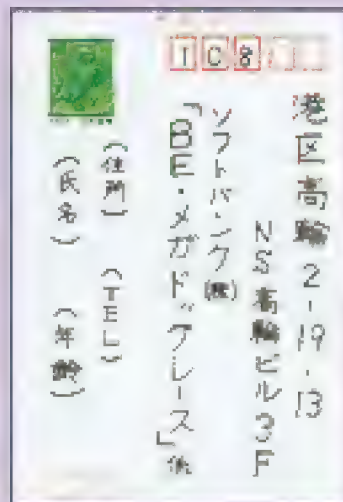 108
港区高輪2-19-13
NS高輪ビル3F
ソフトバンク(株)
「BE・メガドッグレース」係
(住所) (TEL)
(氏名) (年齢)